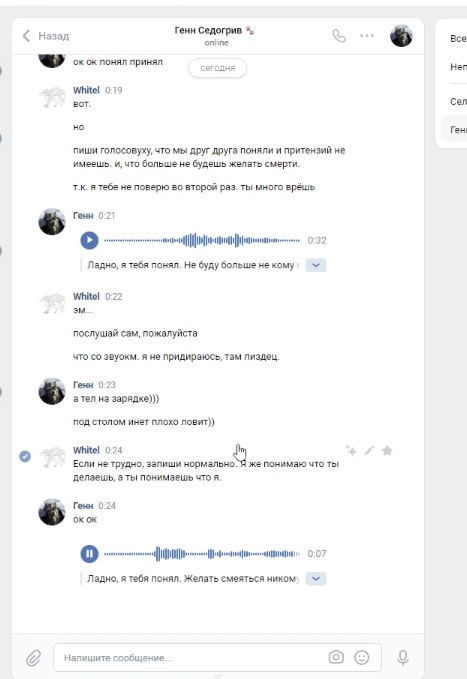 Назад
Генн Седогрив
online
Все
ок ок понял принял
сегодня
Whitel 0:19
вот.
но
пиши голосовуху, что мы друг друга поняли и притензий не
имеешь. и, что больше не будешь желать смерти.
т.к. я тебе не поверю во второй раз. ты много врёшь
Генн 0:21
0:32
Ладно, я тебя понял. Не буду больше не кому
Whitel 0:22
эм...
послушай сам, пожалуйста
что со звуокм. я не придираюсь, там пиздец.
Генн 0:23
а тел на зарядке)))
под столом инет плохо ловит))
Whitel 0:24
Если не трудно, запиши нормально. Я же понимаю что ты
делаешь, а ты понимаешь что я.
Генн 0:24
ок ок
0:07
Ладно, я тебя понял. Желать смеяться
Напишите сообщение...